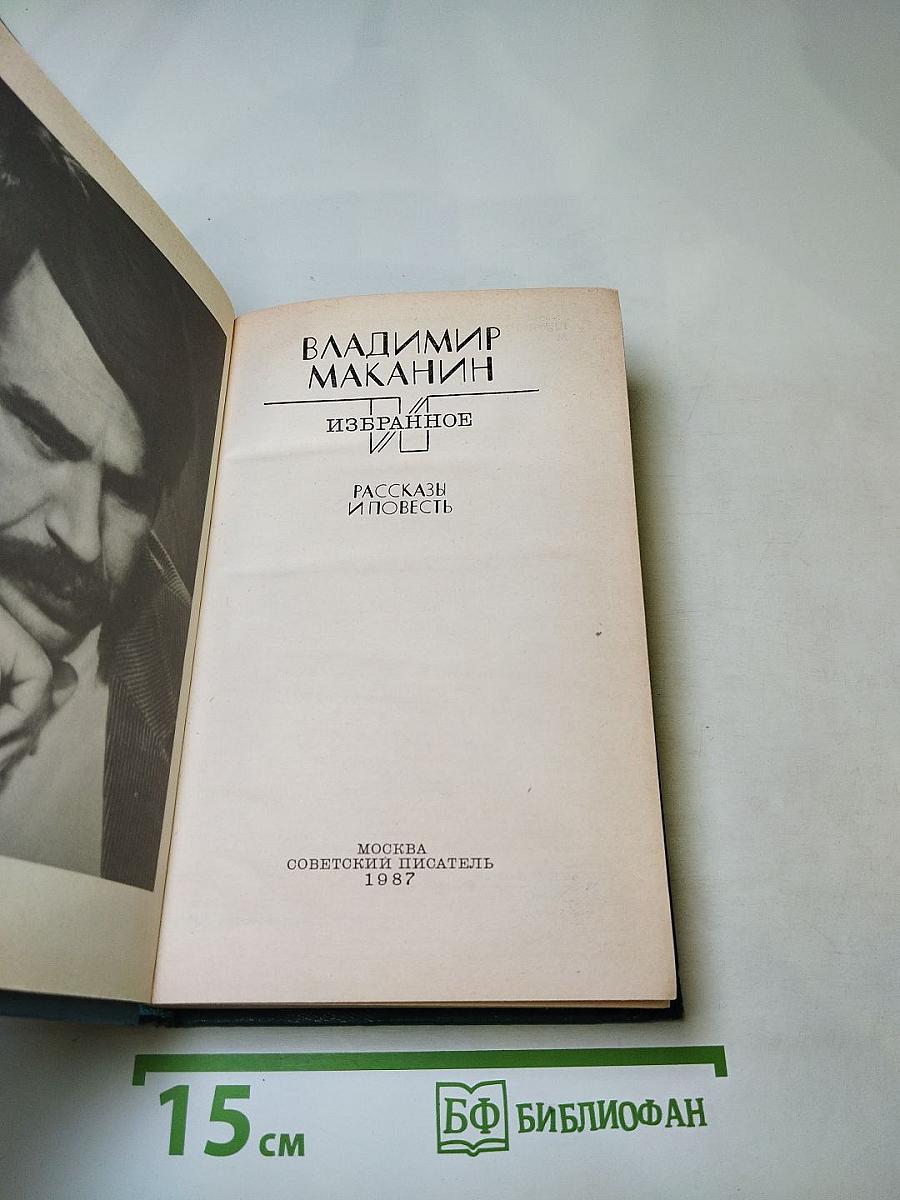 ВЛАДИМИР
МАКАНИН
И
ИЗБРАННОЕ
РАССКАЗЫ
И ПОВЕСТЬ
МОСКВА
СОВЕТСКИЙ ПИСАТЕЛЬ
1987
15 см
БФ БИБЛИОФАН